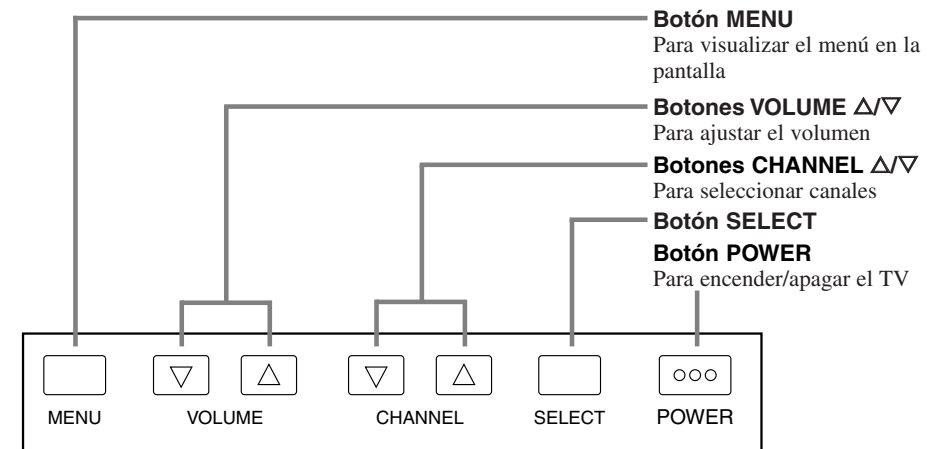 Botón MENU
Para visualizar el menú en la
pantalla
Botones VOLUME △/▽
Para ajustar el volumen
Botones CHANNEL △/▽
Para seleccionar canales
Botón SELECT
Botón POWER
Para encender/apagar el TV
▽ △ ▽ △
MENU VOLUME CHANNEL SELECT POWER